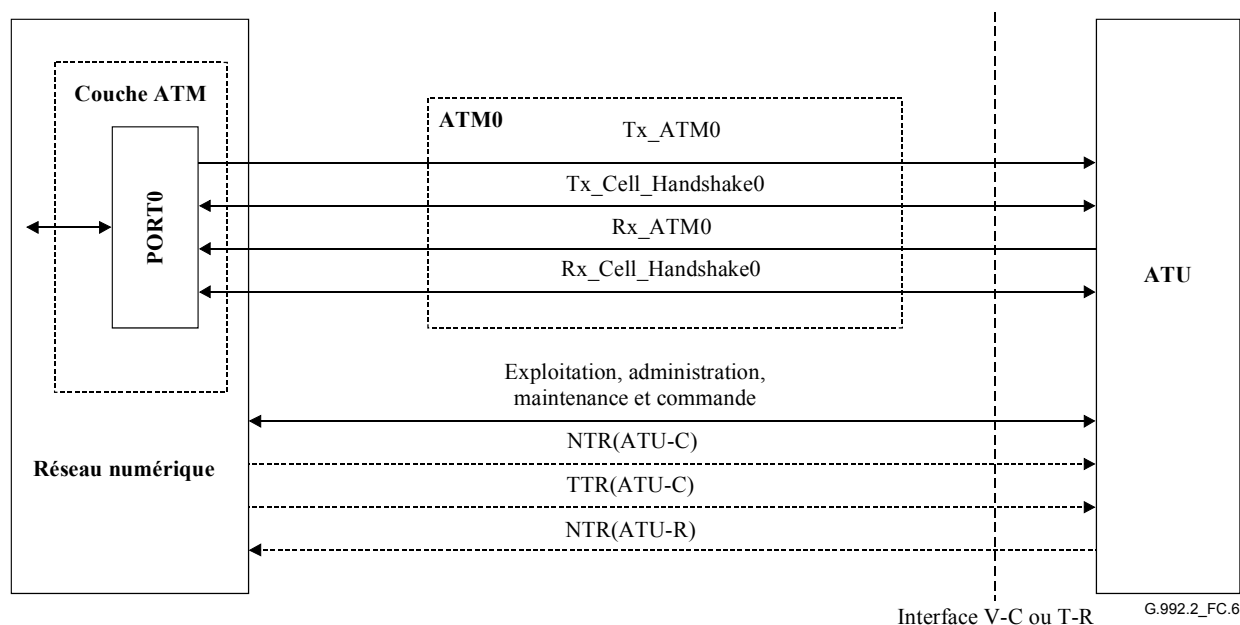 Couche ATM
PORT0
ATM0
Tx_ATM0
Tx_Cell_Handshake0
Rx_ATM0
Rx_Cell_Handshake0
ATU
Exploitation, administration,
maintenance et commande
NTR(ATU-C)
Réseau numérique
TTR(ATU-C)
NTR(ATU-R)
Interface V-C ou T-R
G.992.2_FC.6